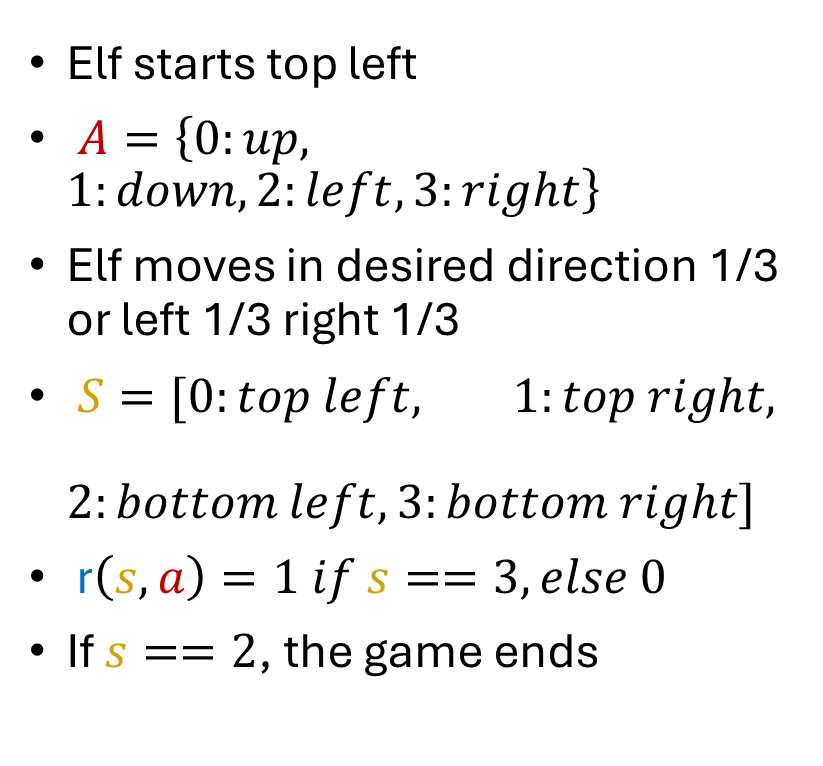 • Elf starts top left
• A = {0: up,
1: down, 2: left, 3: right}
• Elf moves in desired direction 1/3
or left 1/3 right 1/3
• S = [0: top left, 1: top right,
2: bottom left, 3: bottom right]
• r(s, a) = 1 if s == 3, else 0
• If s == 2, the game ends